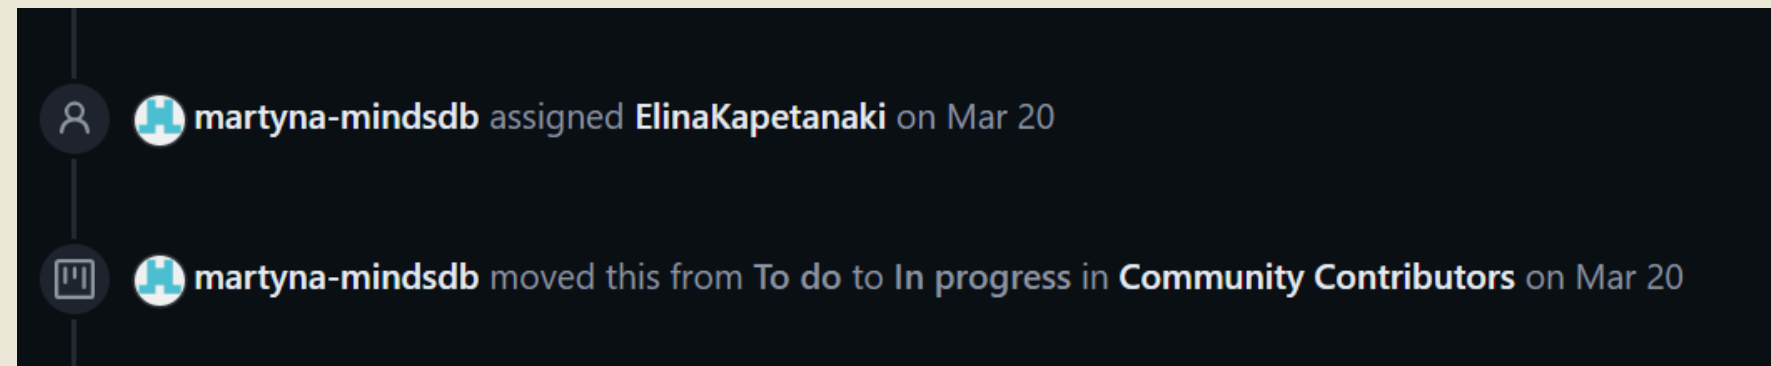 martyna-mindsdb assigned ElinaKapetanaki on Mar 20
martyna-mindsdb moved this from To do to In progress in Community Contributors on Mar 20